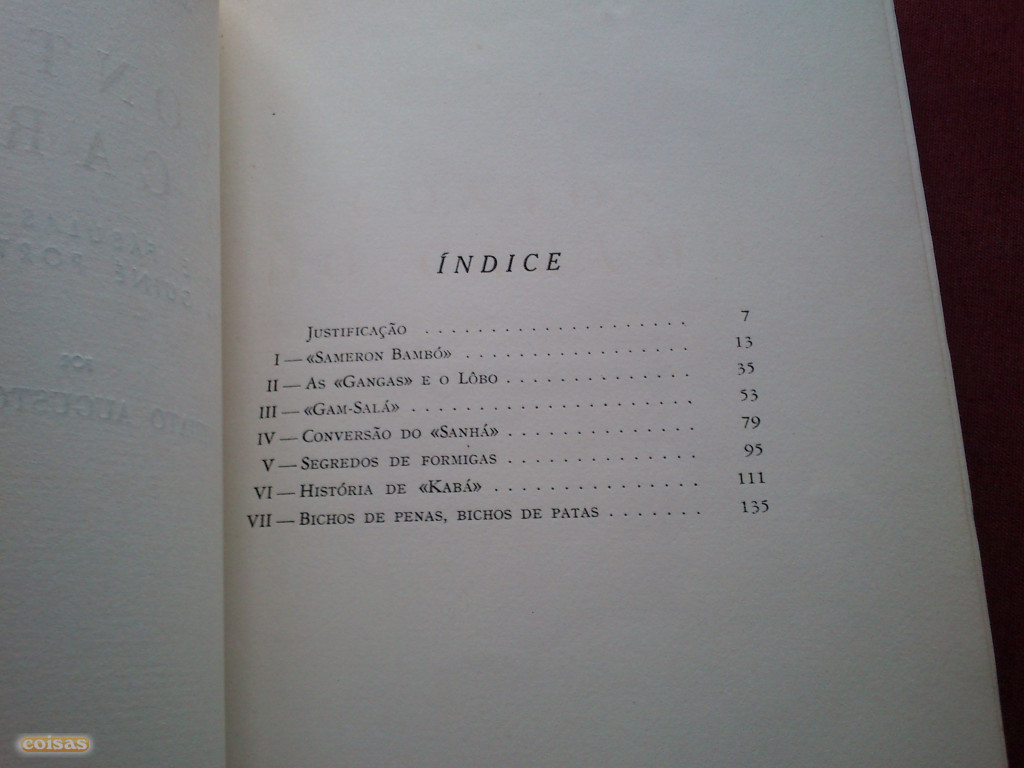 ÍNDICE
JUSTIFICAÇÃO . . . . . . . . . . . . . . . . . . . . 7
I — «SAMERON BAMBÓ» . . . . . . . . . . . . . . . . . 13
II — AS «GANGAS» E O LÔBO . . . . . . . . . . . . . . 35
III — «GAM-SALÁ» . . . . . . . . . . . . . . . . . . . . . 53
IV — CONVERSÃO DO «SANHÁ» . . . . . . . . . . . . . . 79
V — SEGREDOS DE FORMIGAS . . . . . . . . . . . . . . 95
VI — HISTÓRIA DE «KABÁ» . . . . . . . . . . . . . . . 111
VII — BICHOS DE PENAS, BICHOS DE PATAS . . . . . . . 135
coisas